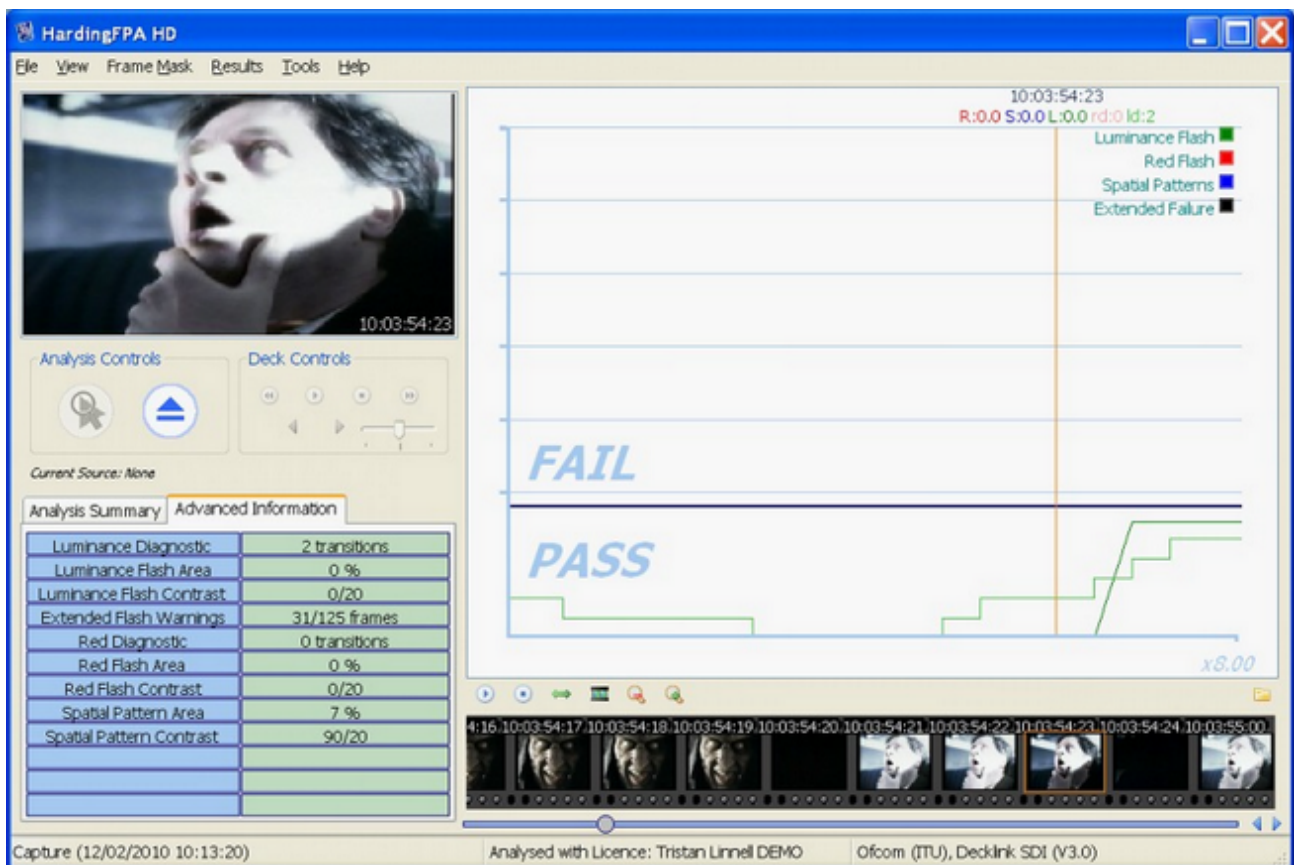 HardingFPA HD
File View Frame Mask Results Tools Help
10:03:54:23
Analysis Controls
Deck Controls
Current Source: None
Analysis Summary
Advanced Information
Luminance Diagnostic 2 transitions
Luminance Flash Area 0 %
Luminance Flash Contrast 0/20
Extended Flash Warnings 31/125 frames
Red Diagnostic 0 transitions
Red Flash Area 0 %
Red Flash Contrast 0/20
Spatial Pattern Area 7 %
Spatial Pattern Contrast 90/20
10:03:54:23
R:0.0 S:0.0 L:0.0 rd:0 ld:2
Luminance Flash
Red Flash
Spatial Patterns
Extended Failure
FAIL
PASS
x8.00
4:16 10:03:54:17 10:03:54:18 10:03:54:19 10:03:54:20 10:03:54:21 10:03:54:22 10:03:54:23 10:03:54:24 10:03:55:00
Capture (12/02/2010 10:13:20)
Analysed with Licence: Tristan Linnell DEMO
Ofcom (ITU), Decklink SDI (V3.0)